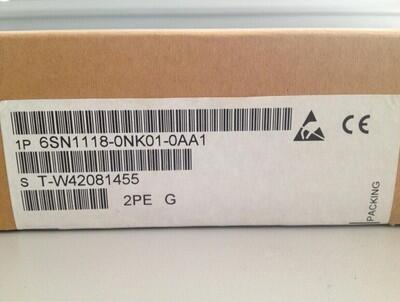 1P 6SN1118-0NK01-0AA1
S T-W42081455
2PE G
CE
PACKING